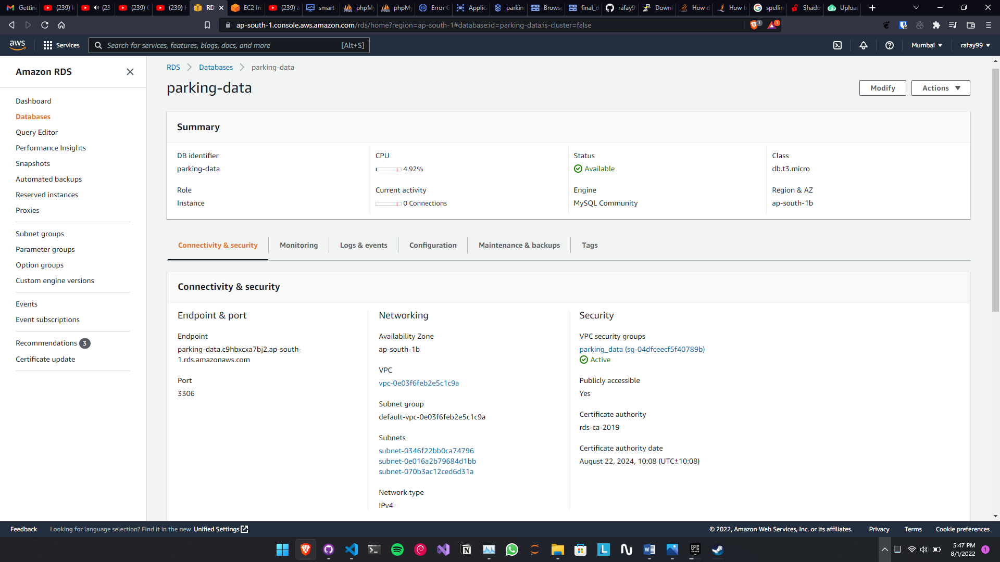 Getting
(239) I
(23
(239) C
(239) H
RD
EC2 In
(239) a
smart-
phpMy
phpMy
Error G
Applic
parking
Browse
final_d
rafay9
Downl
How d
How to
spellin
Shado
Uploa
ap-south-1.console.aws.amazon.com/rds/home?region=ap-south-1#database:id=parking-data;is-cluster=false
1
1
aws
Services
Search for services, features, blogs, docs, and more
[Alt+S]
Mumbai
rafay99
Amazon RDS
Dashboard
Databases
Query Editor
Performance Insights
Snapshots
Automated backups
Reserved instances
Proxies
Subnet groups
Parameter groups
Option groups
Custom engine versions
Events
Event subscriptions
Recommendations 3
Certificate update
RDS
Databases
parking-data
parking-data
Modify
Actions
Summary
DB identifier
parking-data
CPU
4.92%
Status
Available
Class
db.t3.micro
Role
Instance
Current activity
0 Connections
Engine
MySQL Community
Region & AZ
ap-south-1b
Connectivity & security
Monitoring
Logs & events
Configuration
Maintenance & backups
Tags
Connectivity & security
Endpoint & port
Endpoint
parking-data.c9hbxcxa7bj2.ap-south-
1.rds.amazonaws.com
Port
3306
Networking
Availability Zone
ap-south-1b
VPC
vpc-0e03f6feb2e5c1c9a
Subnet group
default-vpc-0e03f6feb2e5c1c9a
Subnets
subnet-0346f22bb0ca74796
subnet-0e016a2b79684d1bb
subnet-070b3ac12ced6d31a
Network type
IPv4
Security
VPC security groups
parking_data (sg-04dfceecf5f40789b)
Active
Publicly accessible
Yes
Certificate authority
rds-ca-2019
Certificate authority date
August 22, 2024, 10:08 (UTC±10:08)
Feedback
Looking for language selection? Find it in the new Unified Settings
© 2022, Amazon Web Services, Inc. or its affiliates.
Privacy
Terms
Cookie preferences
EPIC
GAMES
5:47 PM
8/1/2022
1